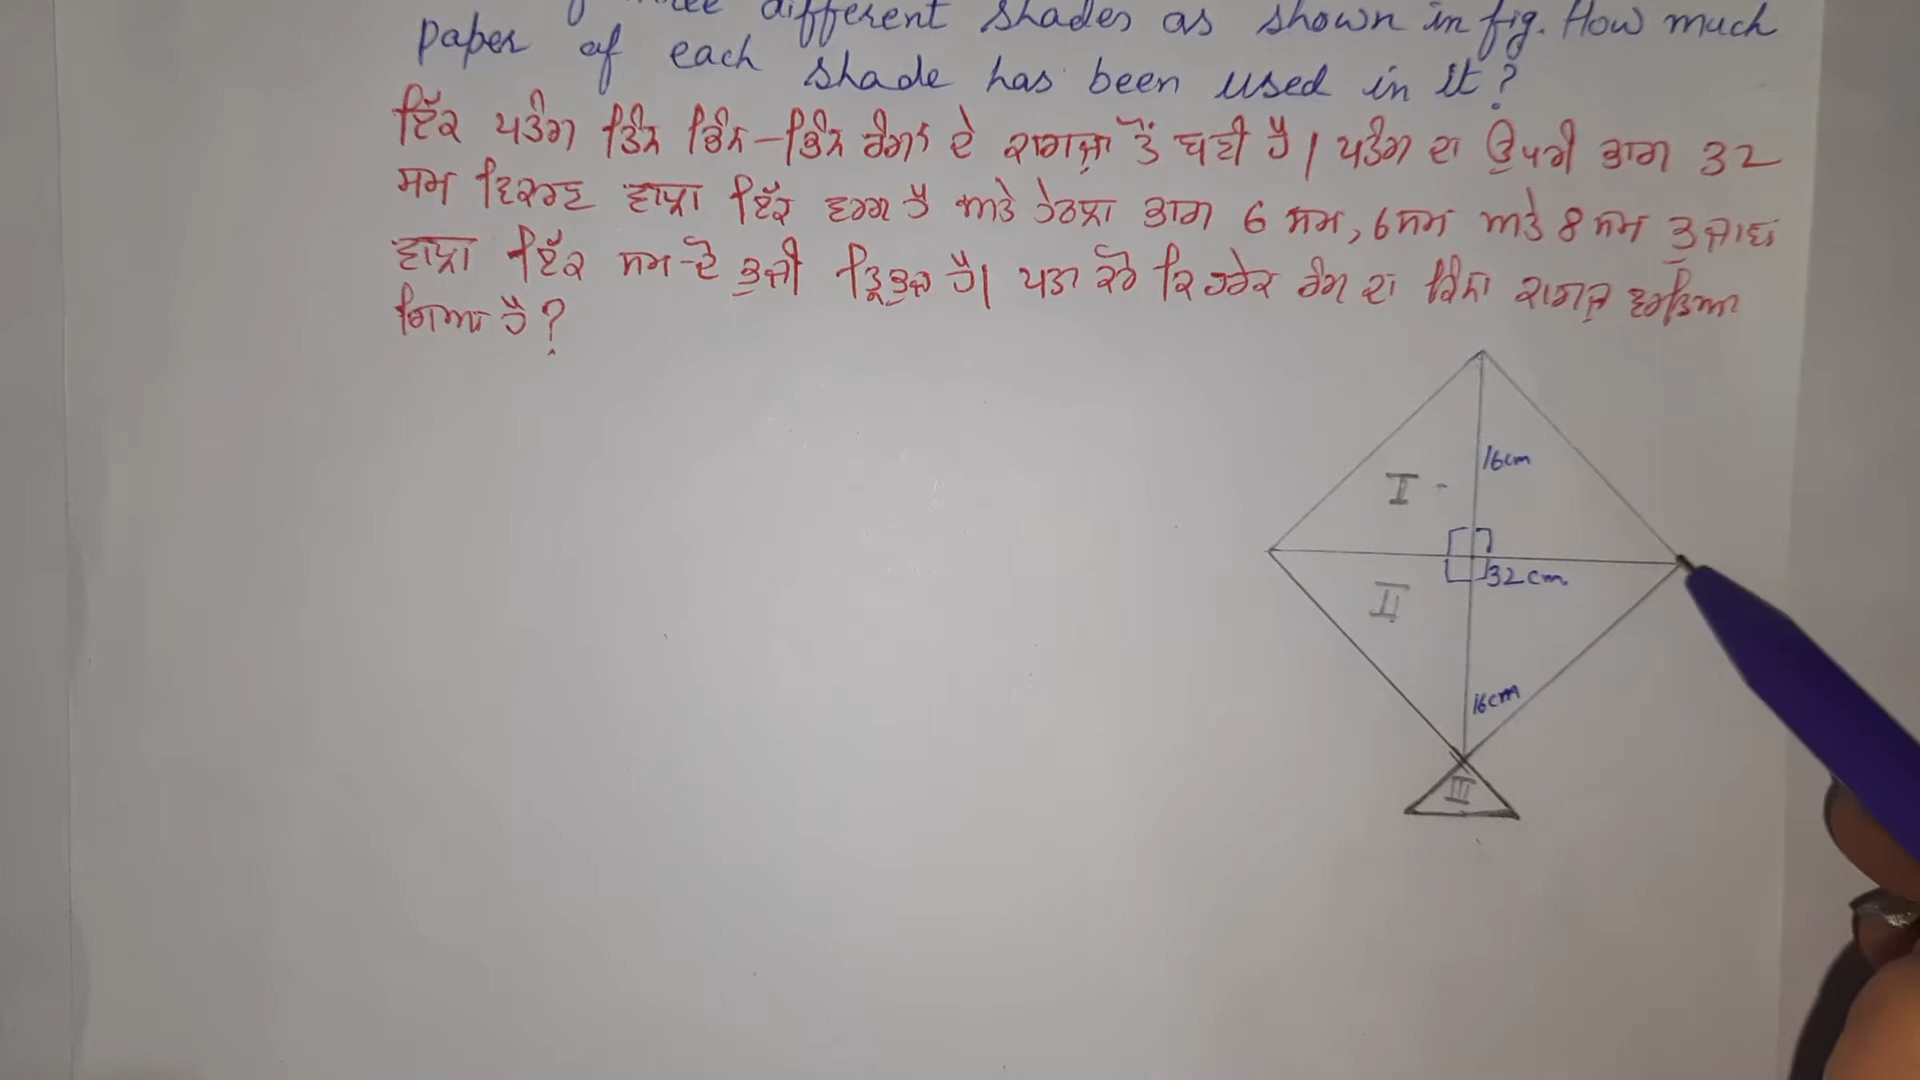 different shades as shown in fig. How much
paper of each shade has been used in it?
ਇੱਕ ਪਤੰਗ ਤਿੰਨ ਭਿੰਨ-ਭਿੰਨ ਰੰਗਾਂ ਦੇ ਕਾਗਜ਼ਾਂ ਤੋਂ ਬਣੀ ਹੈ। ਪਤੰਗ ਦਾ ਉਪਰੀ ਭਾਗ 32
ਸਮ ਵਿਕਰਣ ਵਾਲਾ ਇੱਕ ਵਰਗ ਹੈ ਅਤੇ ਹੇਠਲਾ ਭਾਗ 6 ਸਮ, 6 ਸਮ ਅਤੇ 8 ਸਮ ਭੁਜਾਵਾਂ
ਵਾਲਾ ਇੱਕ ਸਮ-ਦੋ ਭੁਜੀ ਤ੍ਰਿਭੁਜ ਹੈ। ਪਤਾ ਕਰੋ ਕਿ ਹਰੇਕ ਰੰਗ ਦਾ ਕਿੰਨਾ ਕਾਗਜ਼ ਵਰਤਿਆ
ਗਿਆ ਹੈ?
16cm
I
32cm.
II
16cm
III